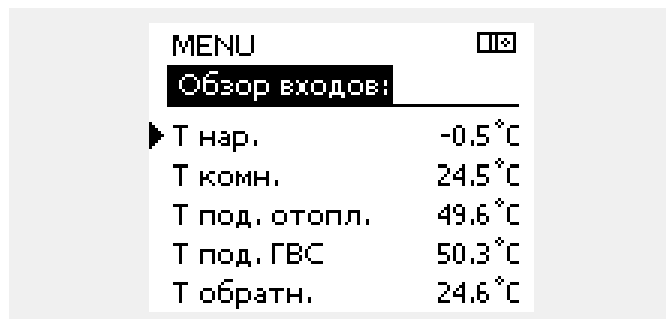 MENU
Обзор входов:
Т нар. -0.5°C
Т комн. 24.5°C
Т под. отопл. 49.6°C
Т под. ГВС 50.3°C
Т обратн. 24.6°C